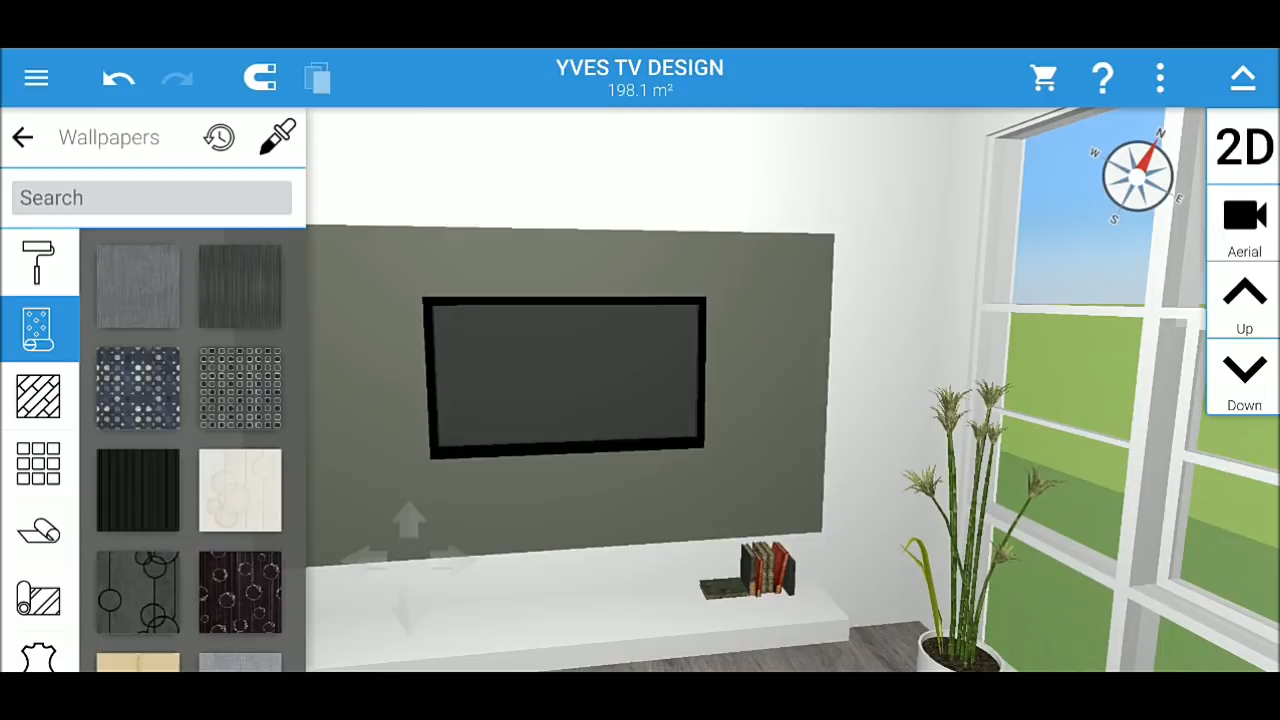 YVES TV DESIGN
198.1 m²
Wallpapers
Search
N
W
E
S
2D
Aerial
Up
Down